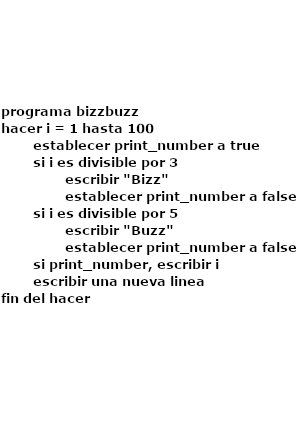 programa bizzbuzz
hacer i = 1 hasta 100
establecer print_number a true
si i es divisible por 3
escribir "Bizz"
establecer print_number a false
si i es divisible por 5
escribir "Buzz"
establecer print_number a false
si print_number, escribir i
escribir una nueva linea
fin del hacer